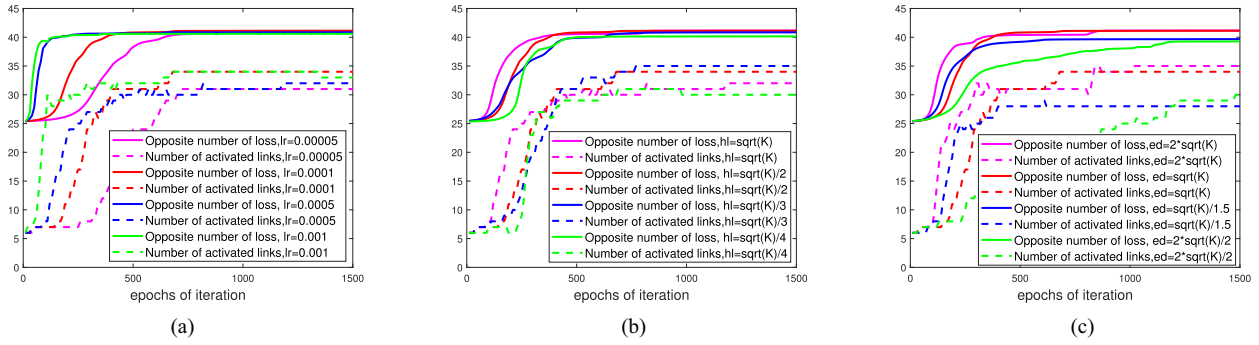 45
40
35
30
25
20
15
10
5
0
0
500
1000
1500
epochs of iteration
Opposite number of loss,lr=0.00005
Number of activated links,lr=0.00005
Opposite number of loss, lr=0.0001
Number of activated links,lr=0.0001
Opposite number of loss, lr=0.0005
Number of activated links,lr=0.0005
Opposite number of loss, lr=0.001
Number of activated links,lr=0.001
(a)
45
40
35
30
25
20
15
10
5
0
0
500
1000
1500
epochs of iteration
Opposite number of loss,hl=sqrt(K)
Number of activated links,hl=sqrt(K)
Opposite number of loss, hl=sqrt(K)/2
Number of activated links,hl=sqrt(K)/2
Opposite number of loss, hl=sqrt(K)/3
Number of activated links,hl=sqrt(K)/3
Opposite number of loss, hl=sqrt(K)/4
Number of activated links,hl=sqrt(K)/4
(b)
45
40
35
30
25
20
15
10
5
0
0
500
1000
1500
epochs of iteration
Opposite number of loss,ed=2*sqrt(K)
Number of activated links,ed=2*sqrt(K)
Opposite number of loss, ed=sqrt(K)
Number of activated links,ed=sqrt(K)
Opposite number of loss, ed=sqrt(K)/1.5
Number of activated links,ed=sqrt(K)/1.5
Opposite number of loss, ed=2*sqrt(K)/2
Number of activated links,ed=2*sqrt(K)/2
(c)